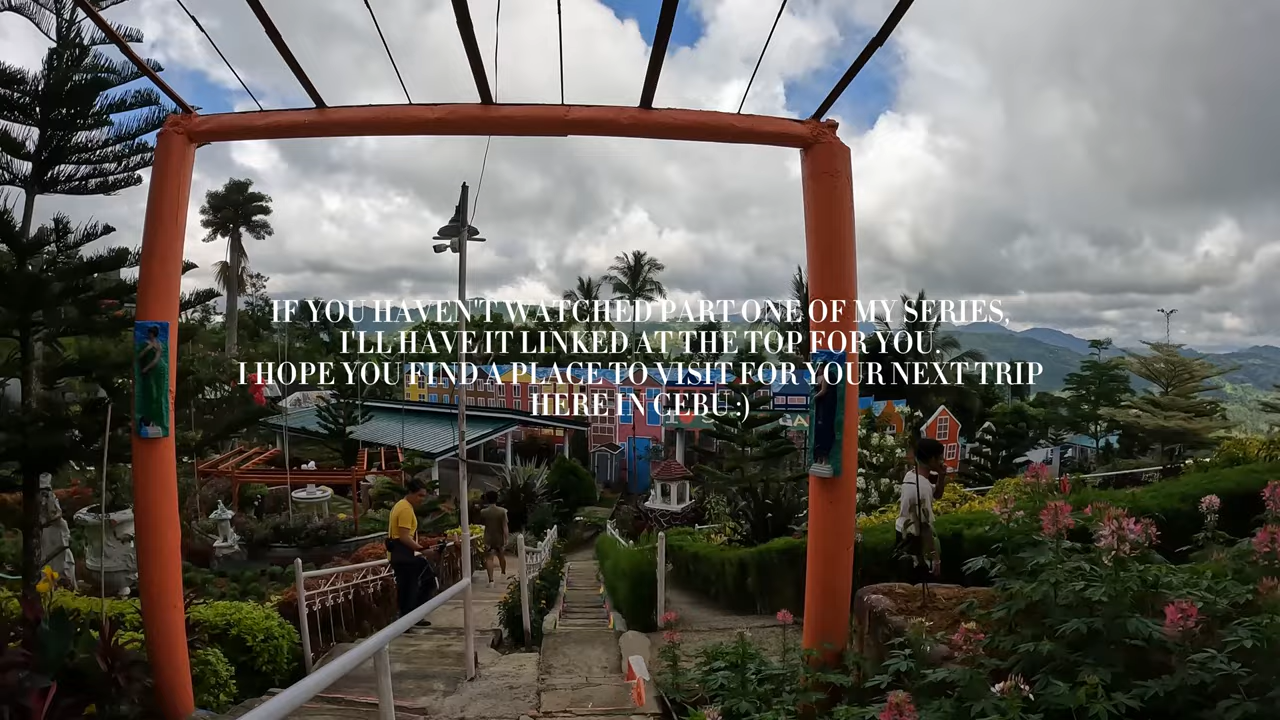 IF YOU HAVEN'T WATCHED PART ONE OF MY SERIES,
I'LL HAVE IT LINKED AT THE TOP FOR YOU.
I HOPE YOU FIND A PLACE TO VISIT FOR YOUR NEXT TRIP
HERE IN CEBU :)